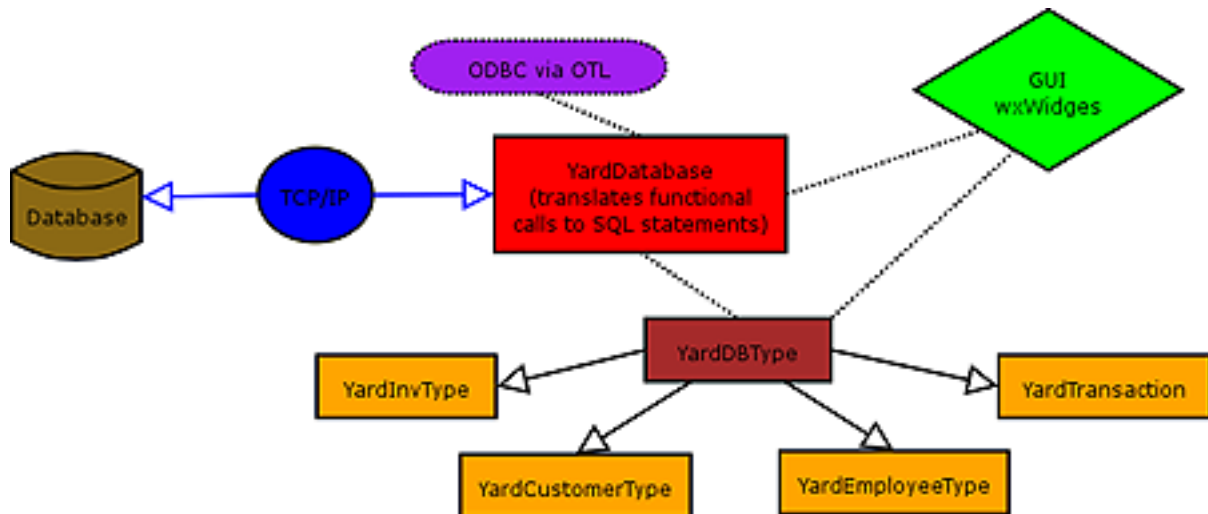 ODBC via OTL
GUI
wxWidges
YardDatabase
(translates functional
calls to SQL statements)
TCP/IP
Database
YardDBType
YardInvType
YardTransaction
YardCustomerType
YardEmployeeType